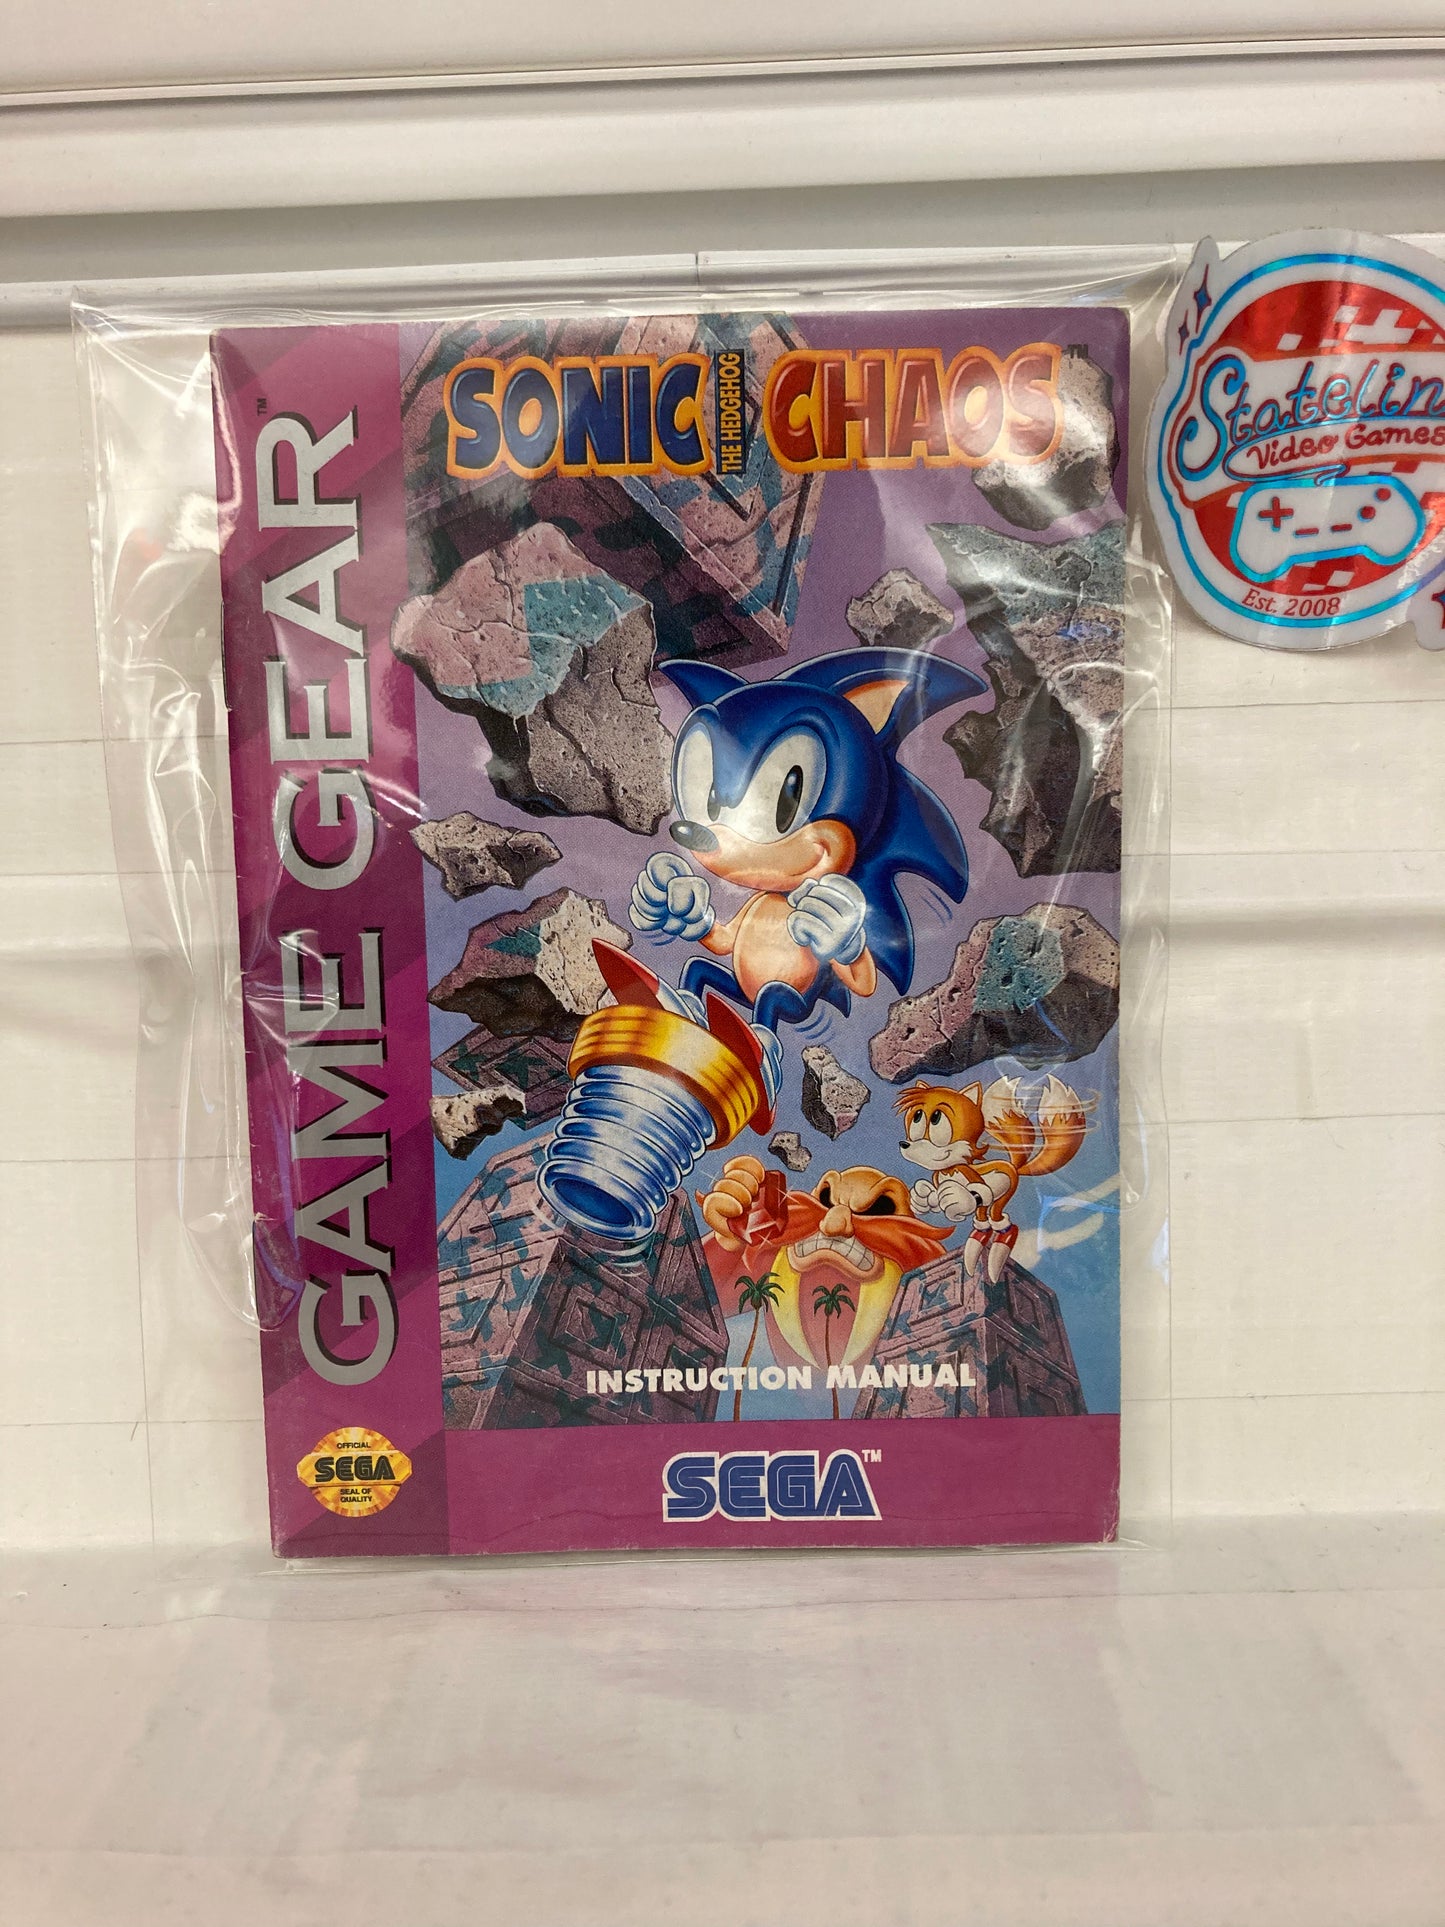 SONIC
THE HEDGEHOG
CHAOS™
GAME GEAR™
INSTRUCTION MANUAL
OFFICIAL
SEGA
SEAL OF
QUALITY
SEGA™
Video Games
Est. 2008